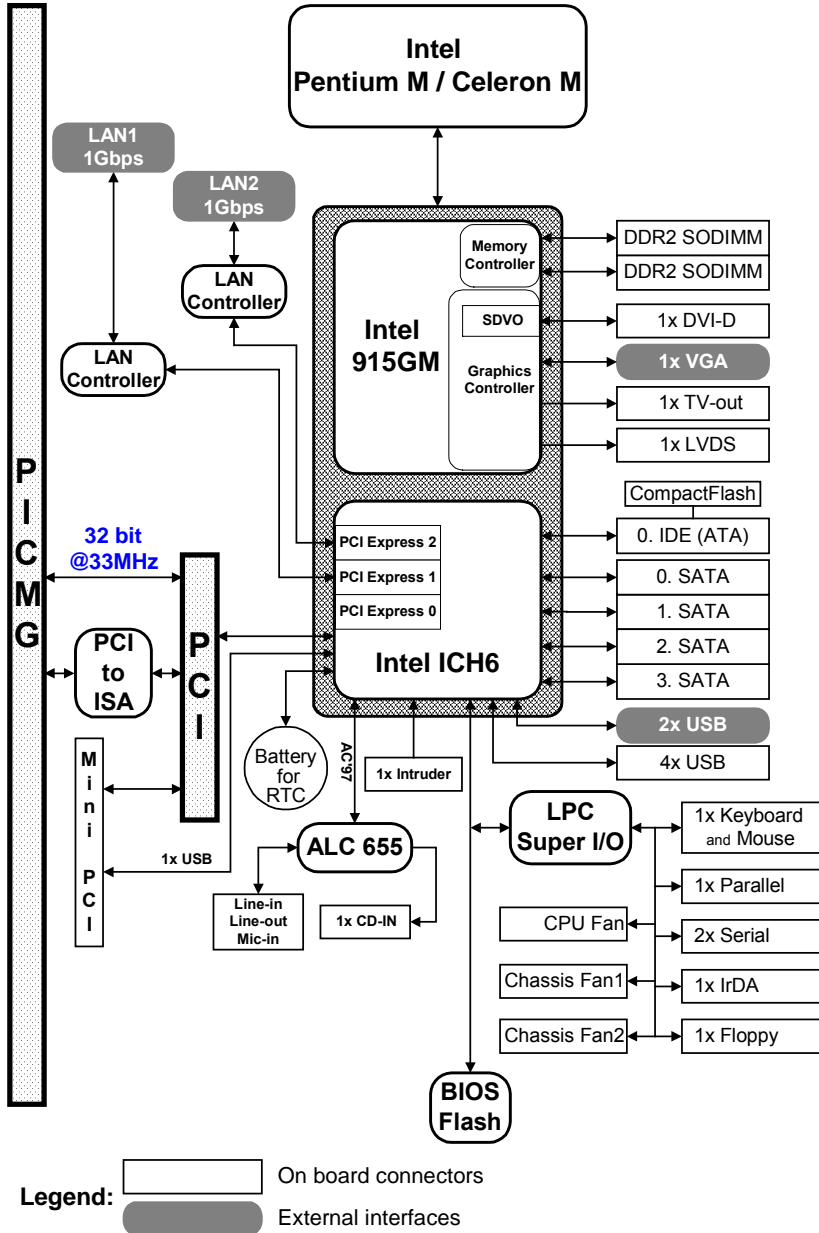 Intel
Pentium M / Celeron M
LAN1
1Gbps
LAN2
1Gbps
LAN
Controller
LAN
Controller
Intel
915GM
Memory
Controller
SDVO
Graphics
Controller
DDR2 SODIMM
DDR2 SODIMM
1x DVI-D
1x VGA
1x TV-out
1x LVDS
CompactFlash
0. IDE (ATA)
0. SATA
1. SATA
2. SATA
3. SATA
2x USB
4x USB
PCI Express 2
PCI Express 1
PCI Express 0
Intel ICH6
PICMG
32 bit
@33MHz
PCI
to
ISA
PCI
Mini PCI
1x USB
Battery
for
RTC
AC'97
1x Intruder
ALC 655
Line-in
Line-out
Mic-in
1x CD-IN
LPC
Super I/O
1x Keyboard
and Mouse
1x Parallel
2x Serial
1x IrDA
1x Floppy
CPU Fan
Chassis Fan1
Chassis Fan2
BIOS
Flash
Legend:
On board connectors
External interfaces